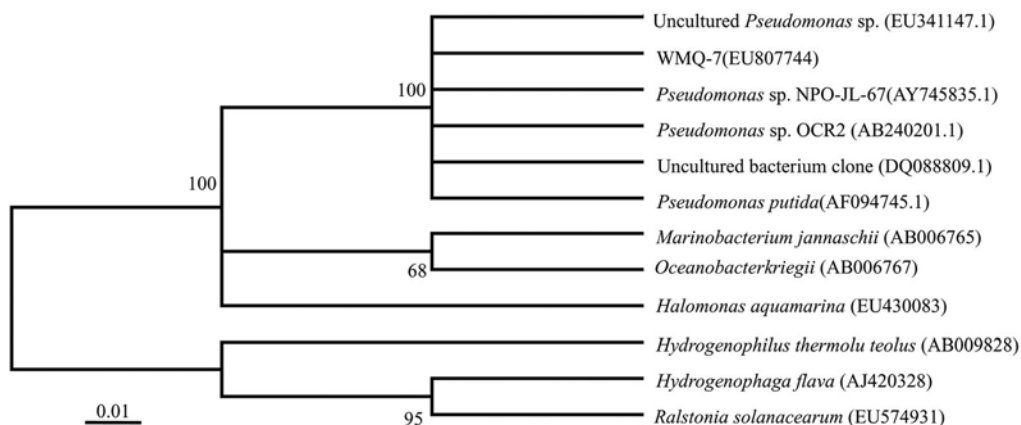 Uncultured Pseudomonas sp. (EU341147.1)
WMQ-7(EU807744)
100
Pseudomonas sp. NPO-JL-67(AY745835.1)
Pseudomonas sp. OCR2 (AB240201.1)
Uncultured bacterium clone (DQ088809.1)
100
Pseudomonas putida(AF094745.1)
Marinobacterium jannaschii (AB006765)
68
Oceanobacterkriegii (AB006767)
Halomonas aquamarina (EU430083)
Hydrogenophilus thermolu teolus (AB009828)
Hydrogenophaga flava (AJ420328)
0.01
95
Ralstonia solanacearum (EU574931)